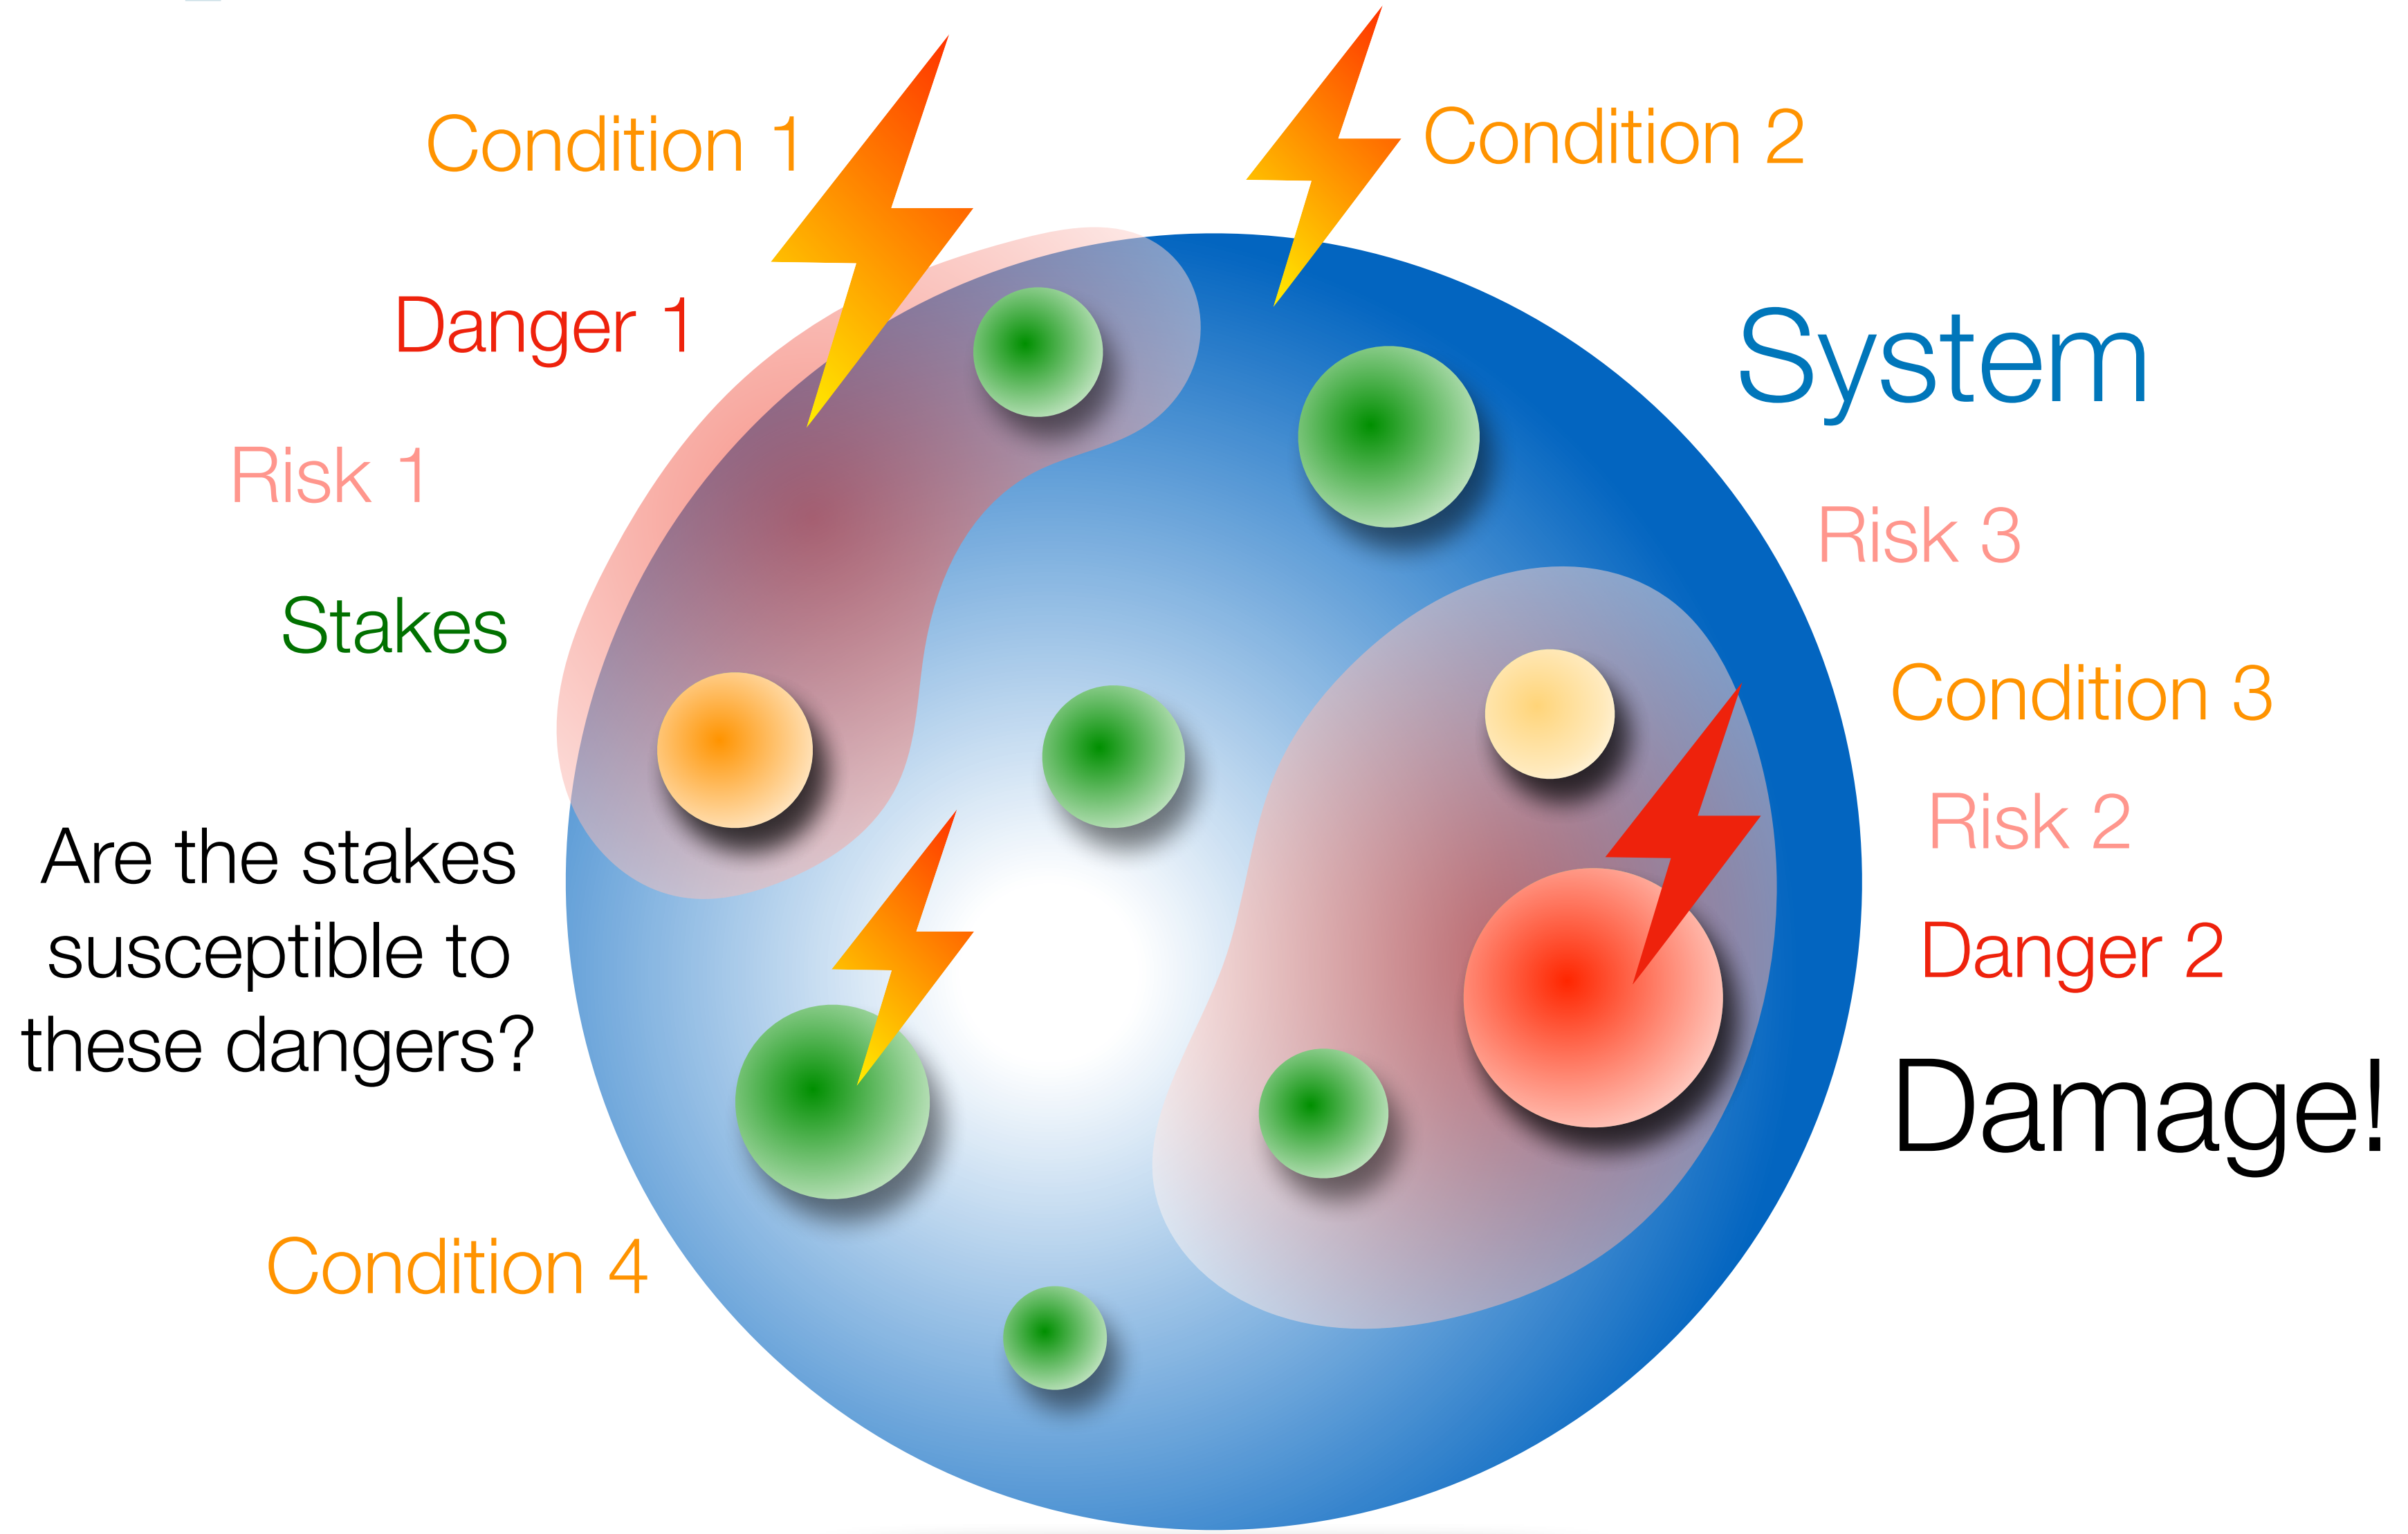 Condition 1
Condition 2
Danger 1
System
Risk 1
Risk 3
Stakes
Condition 3
Are the stakes
susceptible to
these dangers?
Risk 2
Danger 2
Damage!
Condition 4